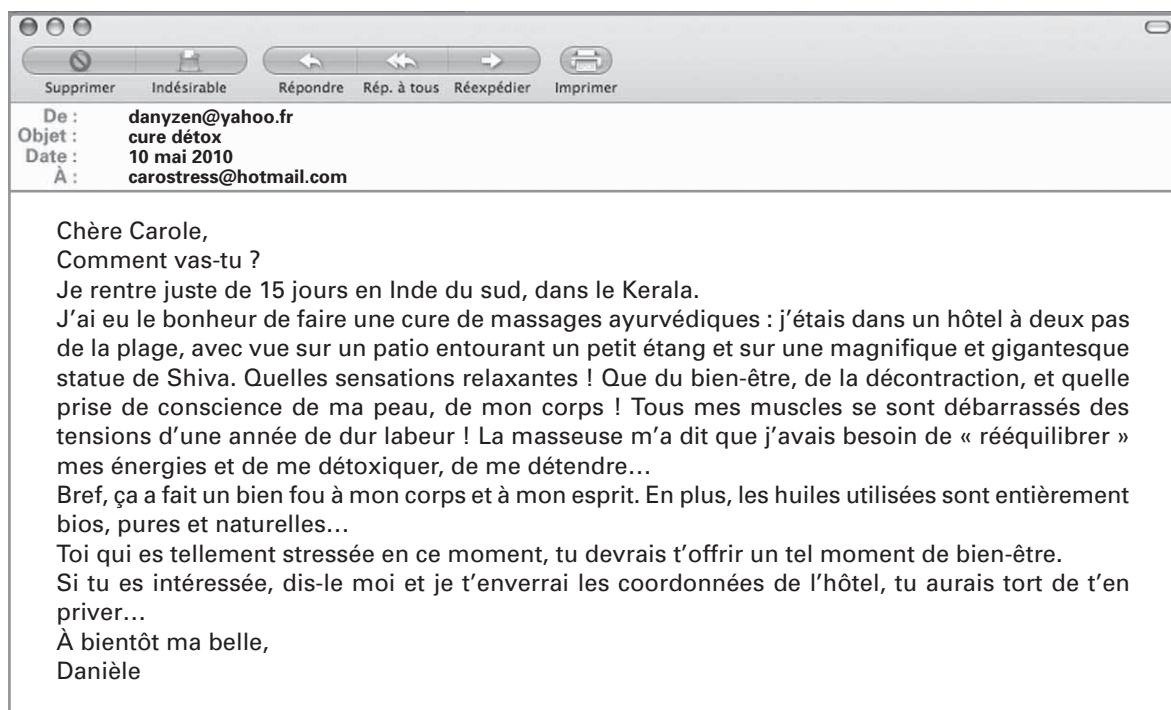 Supprimer Indésirable Répondre Rép. à tous Réexpédier Imprimer
De : danyzen@yahoo.fr
Objet : cure détox
Date : 10 mai 2010
À : carostress@hotmail.com
Chère Carole,
Comment vas-tu ?
Je rentre juste de 15 jours en Inde du sud, dans le Kerala.
J’ai eu le bonheur de faire une cure de massages ayurvédiques : j’étais dans un hôtel à deux pas
de la plage, avec vue sur un patio entourant un petit étang et sur une magnifique et gigantesque
statue de Shiva. Quelles sensations relaxantes ! Que du bien-être, de la décontraction, et quelle
prise de conscience de ma peau, de mon corps ! Tous mes muscles se sont débarrassés des
tensions d’une année de dur labeur ! La masseuse m’a dit que j’avais besoin de « rééquilibrer »
mes énergies et de me détoxiquer, de me détendre…
Bref, ça a fait un bien fou à mon corps et à mon esprit. En plus, les huiles utilisées sont entièrement
bios, pures et naturelles…
Toi qui es tellement stressée en ce moment, tu devrais t’offrir un tel moment de bien-être.
Si tu es intéressée, dis-le moi et je t’enverrai les coordonnées de l’hôtel, tu aurais tort de t’en
priver…
À bientôt ma belle,
Danièle